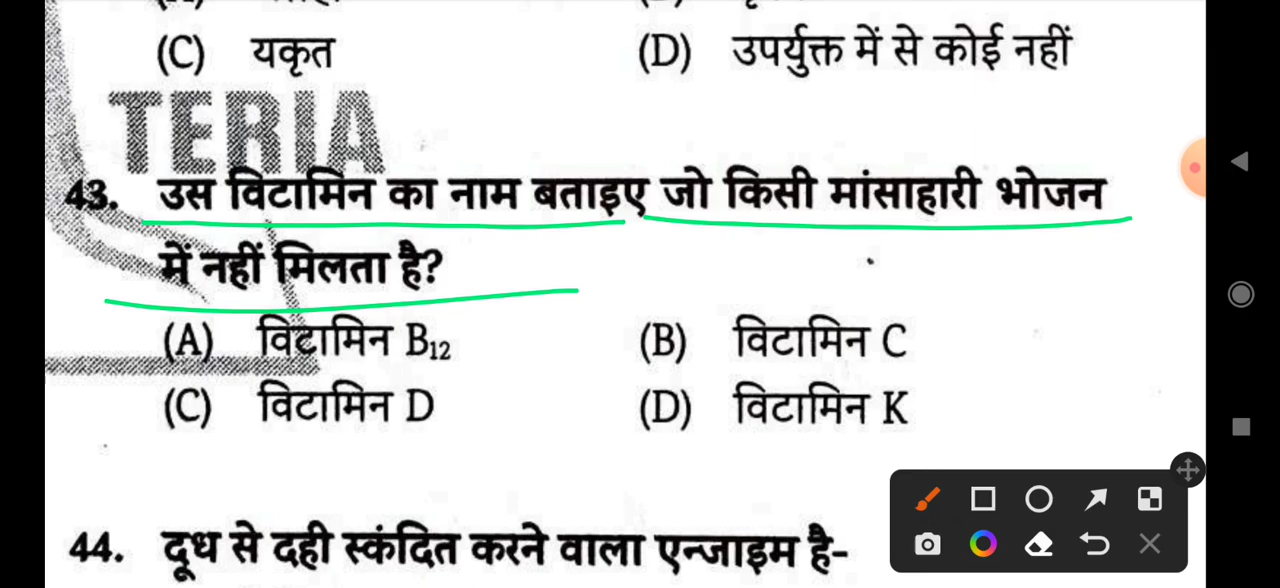 (C) यकृत (D) उपर्युक्त में से कोई नहीं
TERIA
43. उस विटामिन का नाम बताइए जो किसी मांसाहारी भोजन
में नहीं मिलता है?
(A) विटामिन B₁₂ (B) विटामिन C
(C) विटामिन D (D) विटामिन K
44. दूध से दही स्कंदित करने वाला एन्जाइम है-